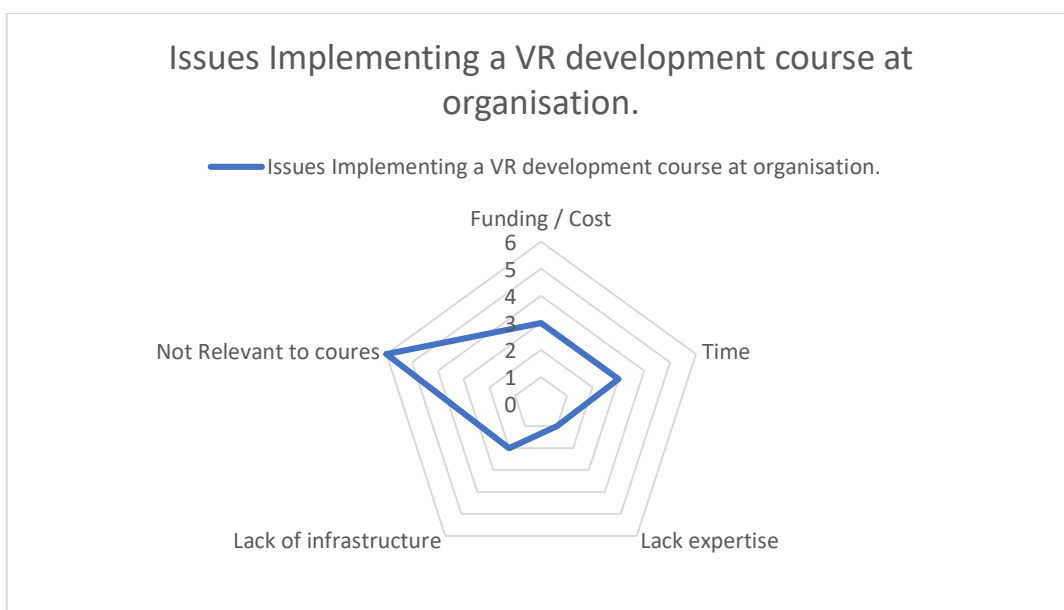 Issues Implementing a VR development course at
organisation.
Issues Implementing a VR development course at organisation.
Funding / Cost
6
5
4
3
2
1
0
Time
Not Relevant to coures
Lack of infrastructure
Lack expertise